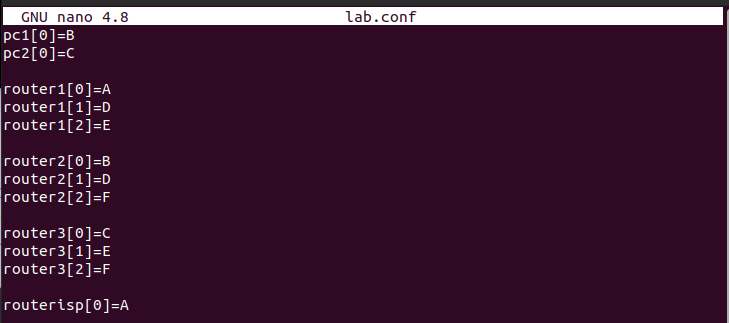 GNU nano 4.8 lab.conf
pc1[0]=B
pc2[0]=C
router1[0]=A
router1[1]=D
router1[2]=E
router2[0]=B
router2[1]=D
router2[2]=F
router3[0]=C
router3[1]=E
router3[2]=F
routerisp[0]=A